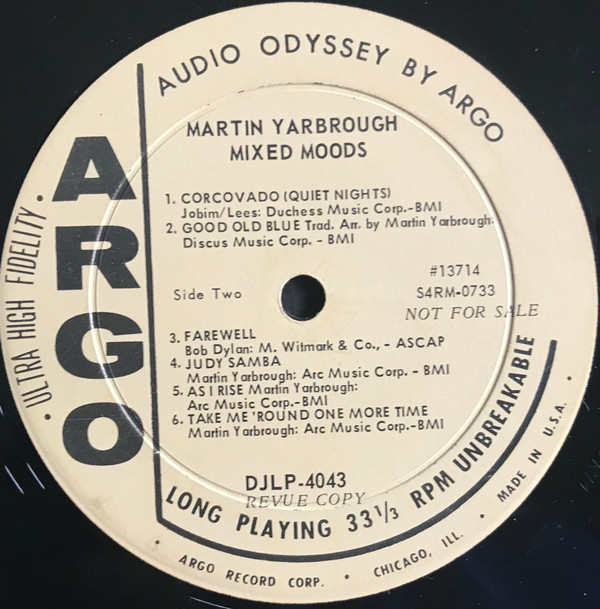 AUDIO ODYSSEY BY ARGO
MARTIN YARBROUGH
MIXED MOODS
ARGO
· ULTRA HIGH FIDELITY ·
1. CORCOVADO (QUIET NIGHTS)
Jobim/Lees: Duchess Music Corp.-BMI
2. GOOD OLD BLUE Trad. Arr. by Martin Yarbrough:
Discus Music Corp. - BMI
#13714
Side Two
S4RM-0733
NOT FOR SALE
3. FAREWELL
Bob Dylan: M. Witmark & Co., - ASCAP
4. JUDY SAMBA
Martin Yarbrough: Arc Music Corp. - BMI
5. AS I RISE Martin Yarbrough:
Arc Music Corp.-BMI
6. TAKE ME 'ROUND ONE MORE TIME
Martin Yarbrough: Arc Music Corp.-BMI
DJLP-4043
REVUE COPY
LONG PLAYING 33 1/3 RPM UNBREAKABLE
· ARGO RECORD CORP. · CHICAGO, ILL. · MADE IN U.S.A. ·